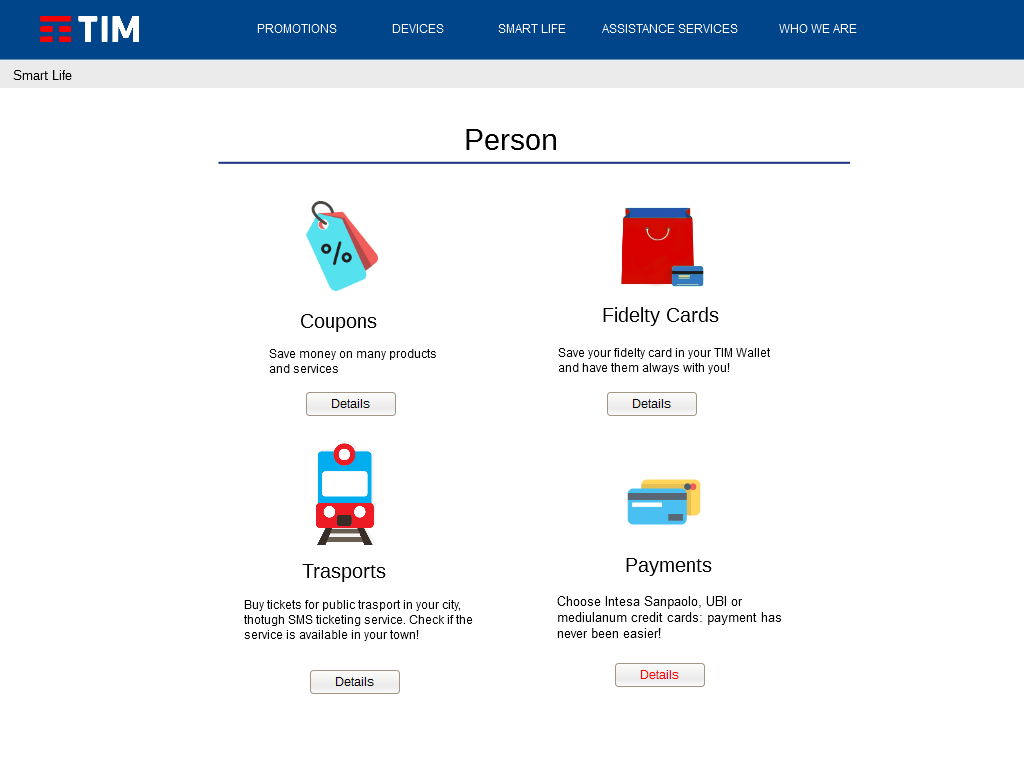 TIM
PROMOTIONS
DEVICES
SMART LIFE
ASSISTANCE SERVICES
WHO WE ARE
Smart Life
Person
%
Coupons
Save money on many products
and services
Details
Fidelty Cards
Save your fidelty card in your TIM Wallet
and have them always with you!
Details
Trasports
Buy tickets for public trasport in your city,
thotugh SMS ticketing service. Check if the
service is available in your town!
Details
Payments
Choose Intesa Sanpaolo, UBI or
mediulanum credit cards: payment has
never been easier!
Details